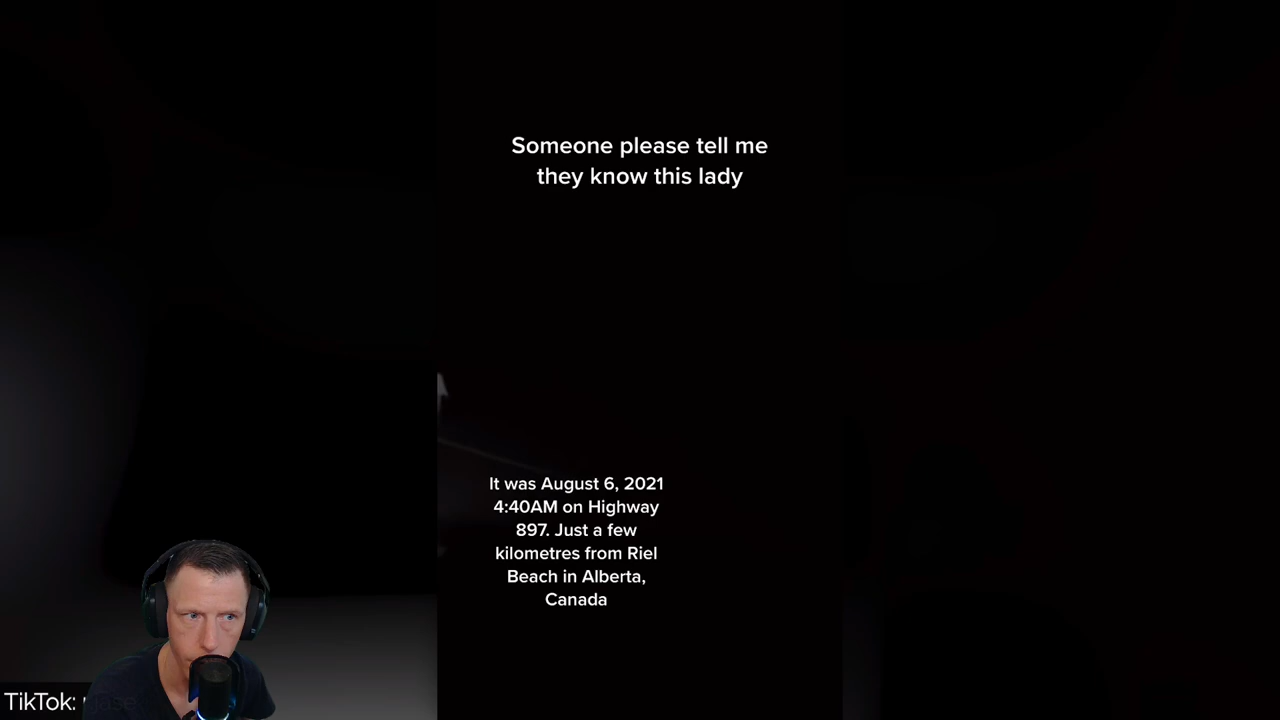 Someone please tell me
they know this lady
It was August 6, 2021
4:40AM on Highway
897. Just a few
kilometres from Riel
Beach in Alberta,
Canada
TikTok: